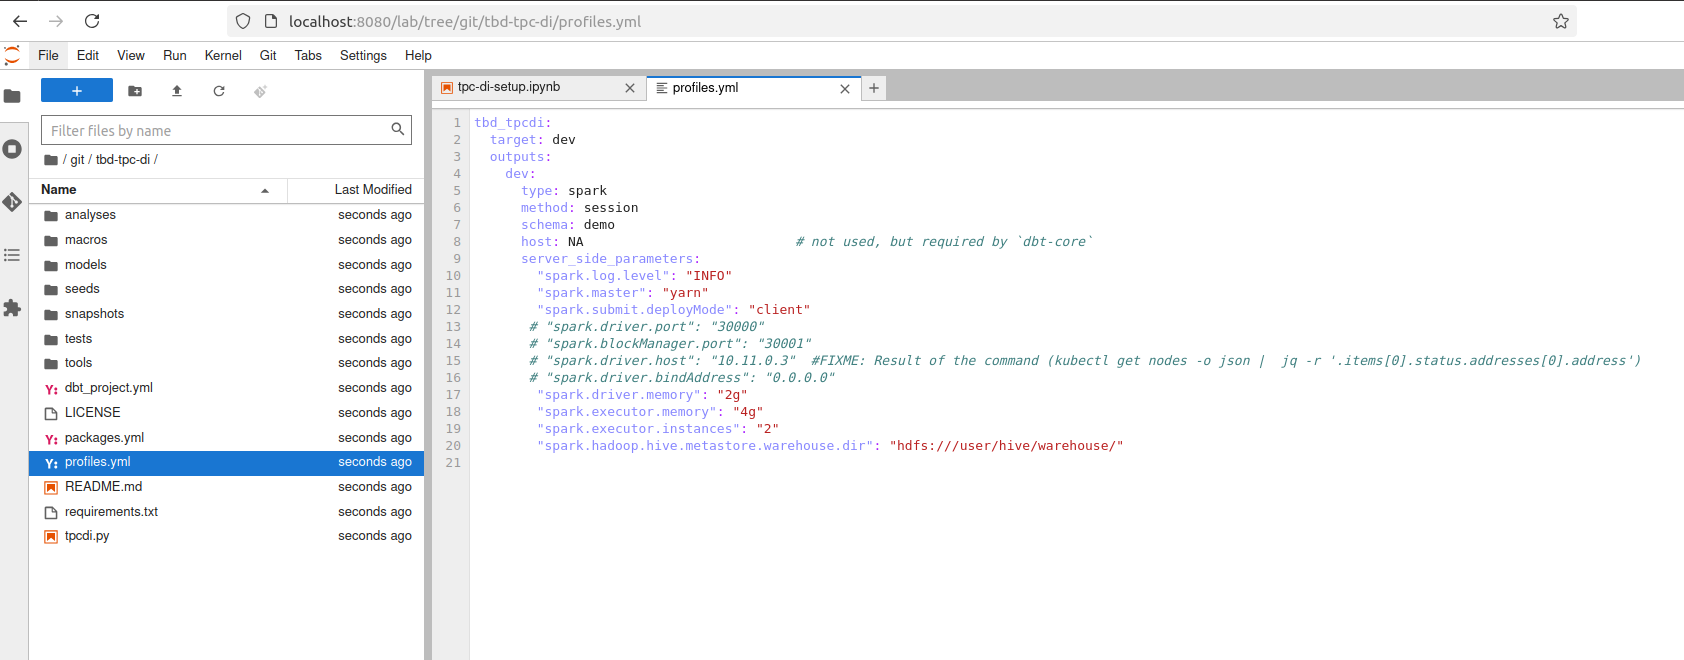 localhost:8080/lab/tree/git/tbd-tpc-di/profiles.yml
File Edit View Run Kernel Git Tabs Settings Help
+
Filter files by name
/ git / tbd-tpc-di /
Name Last Modified
analyses seconds ago
macros seconds ago
models seconds ago
seeds seconds ago
snapshots seconds ago
tests seconds ago
tools seconds ago
Y: dbt_project.yml seconds ago
LICENSE seconds ago
Y: packages.yml seconds ago
Y: profiles.yml seconds ago
README.md seconds ago
requirements.txt seconds ago
tpcdi.py seconds ago
tpc-di-setup.ipynb profiles.yml +
1 tbd_tpcdi:
2   target: dev
3   outputs:
4     dev:
5       type: spark
6       method: session
7       schema: demo
8       host: NA                           # not used, but required by `dbt-core`
9       server_side_parameters:
10         "spark.log.level": "INFO"
11         "spark.master": "yarn"
12         "spark.submit.deployMode": "client"
13        # "spark.driver.port": "30000"
14        # "spark.blockManager.port": "30001"
15        # "spark.driver.host": "10.11.0.3"  #FIXME: Result of the command (kubectl get nodes -o json |  jq -r '.items[0].status.addresses[0].address')
16        # "spark.driver.bindAddress": "0.0.0.0"
17         "spark.driver.memory": "2g"
18         "spark.executor.memory": "4g"
19         "spark.executor.instances": "2"
20         "spark.hadoop.hive.metastore.warehouse.dir": "hdfs:///user/hive/warehouse/"
21